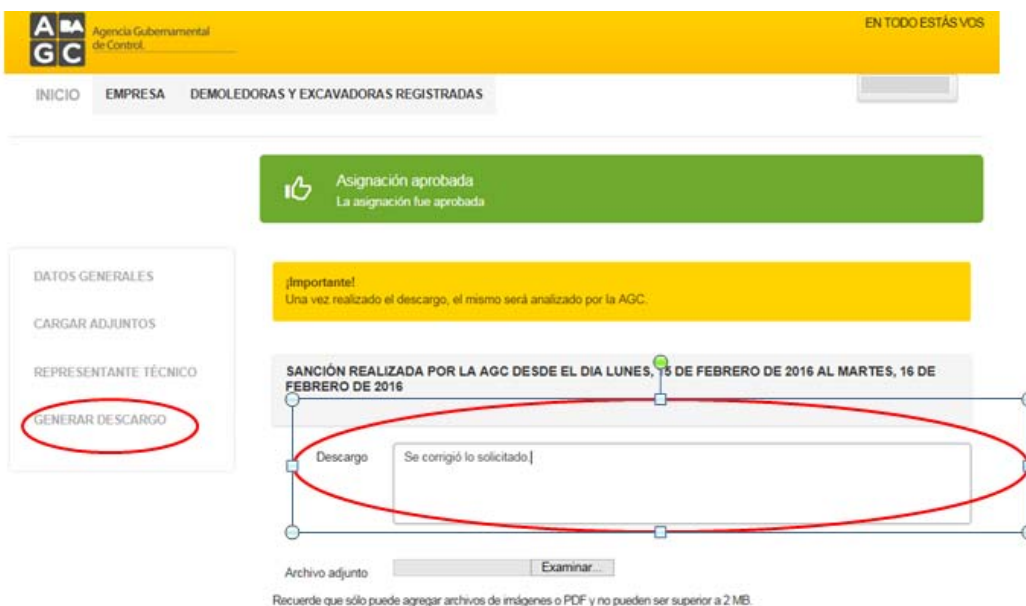 A BA
G C
Agencia Gubernamental
de Control.
EN TODO ESTÁS VOS
INICIO EMPRESA DEMOLEDORAS Y EXCAVADORAS REGISTRADAS
Asignación aprobada
La asignación fue aprobada
DATOS GENERALES
CARGAR ADJUNTOS
REPRESENTANTE TÉCNICO
GENERAR DESCARGO
¡Importante!
Una vez realizado el descargo, el mismo será analizado por la AGC.
SANCIÓN REALIZADA POR LA AGC DESDE EL DIA LUNES, 15 DE FEBRERO DE 2016 AL MARTES, 16 DE
FEBRERO DE 2016
Descargo Se corrigió lo solicitado.
Archivo adjunto Examinar...
Recuerde que sólo puede agregar archivos de imágenes o PDF y no pueden ser superior a 2 MB.